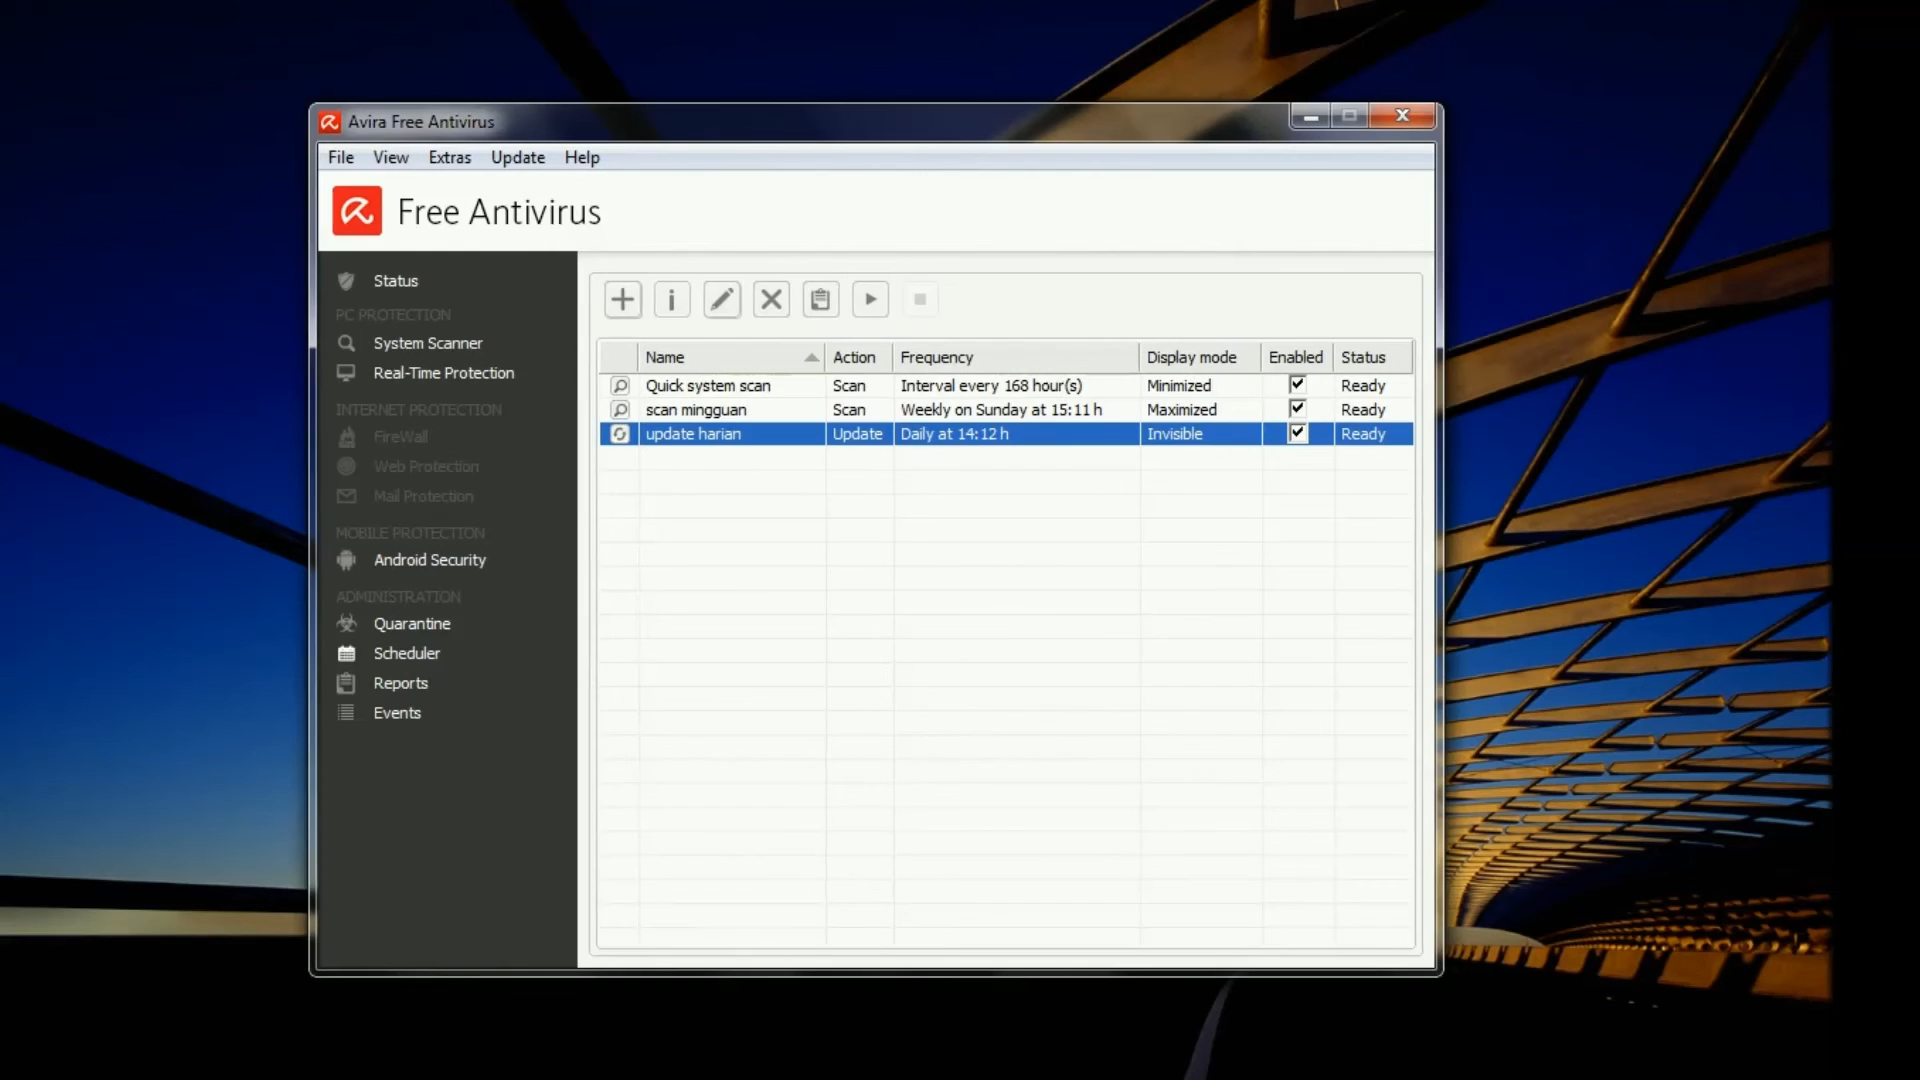 Avira Free Antivirus
File View Extras Update Help
Free Antivirus
Status
PC PROTECTION
System Scanner
Real-Time Protection
INTERNET PROTECTION
FireWall
Web Protection
Mail Protection
MOBILE PROTECTION
Android Security
ADMINISTRATION
Quarantine
Scheduler
Reports
Events
Name Action Frequency Display mode Enabled Status
Quick system scan Scan Interval every 168 hour(s) Minimized Ready
scan mingguan Scan Weekly on Sunday at 15:11 h Maximized Ready
update harian Update Daily at 14:12 h Invisible Ready